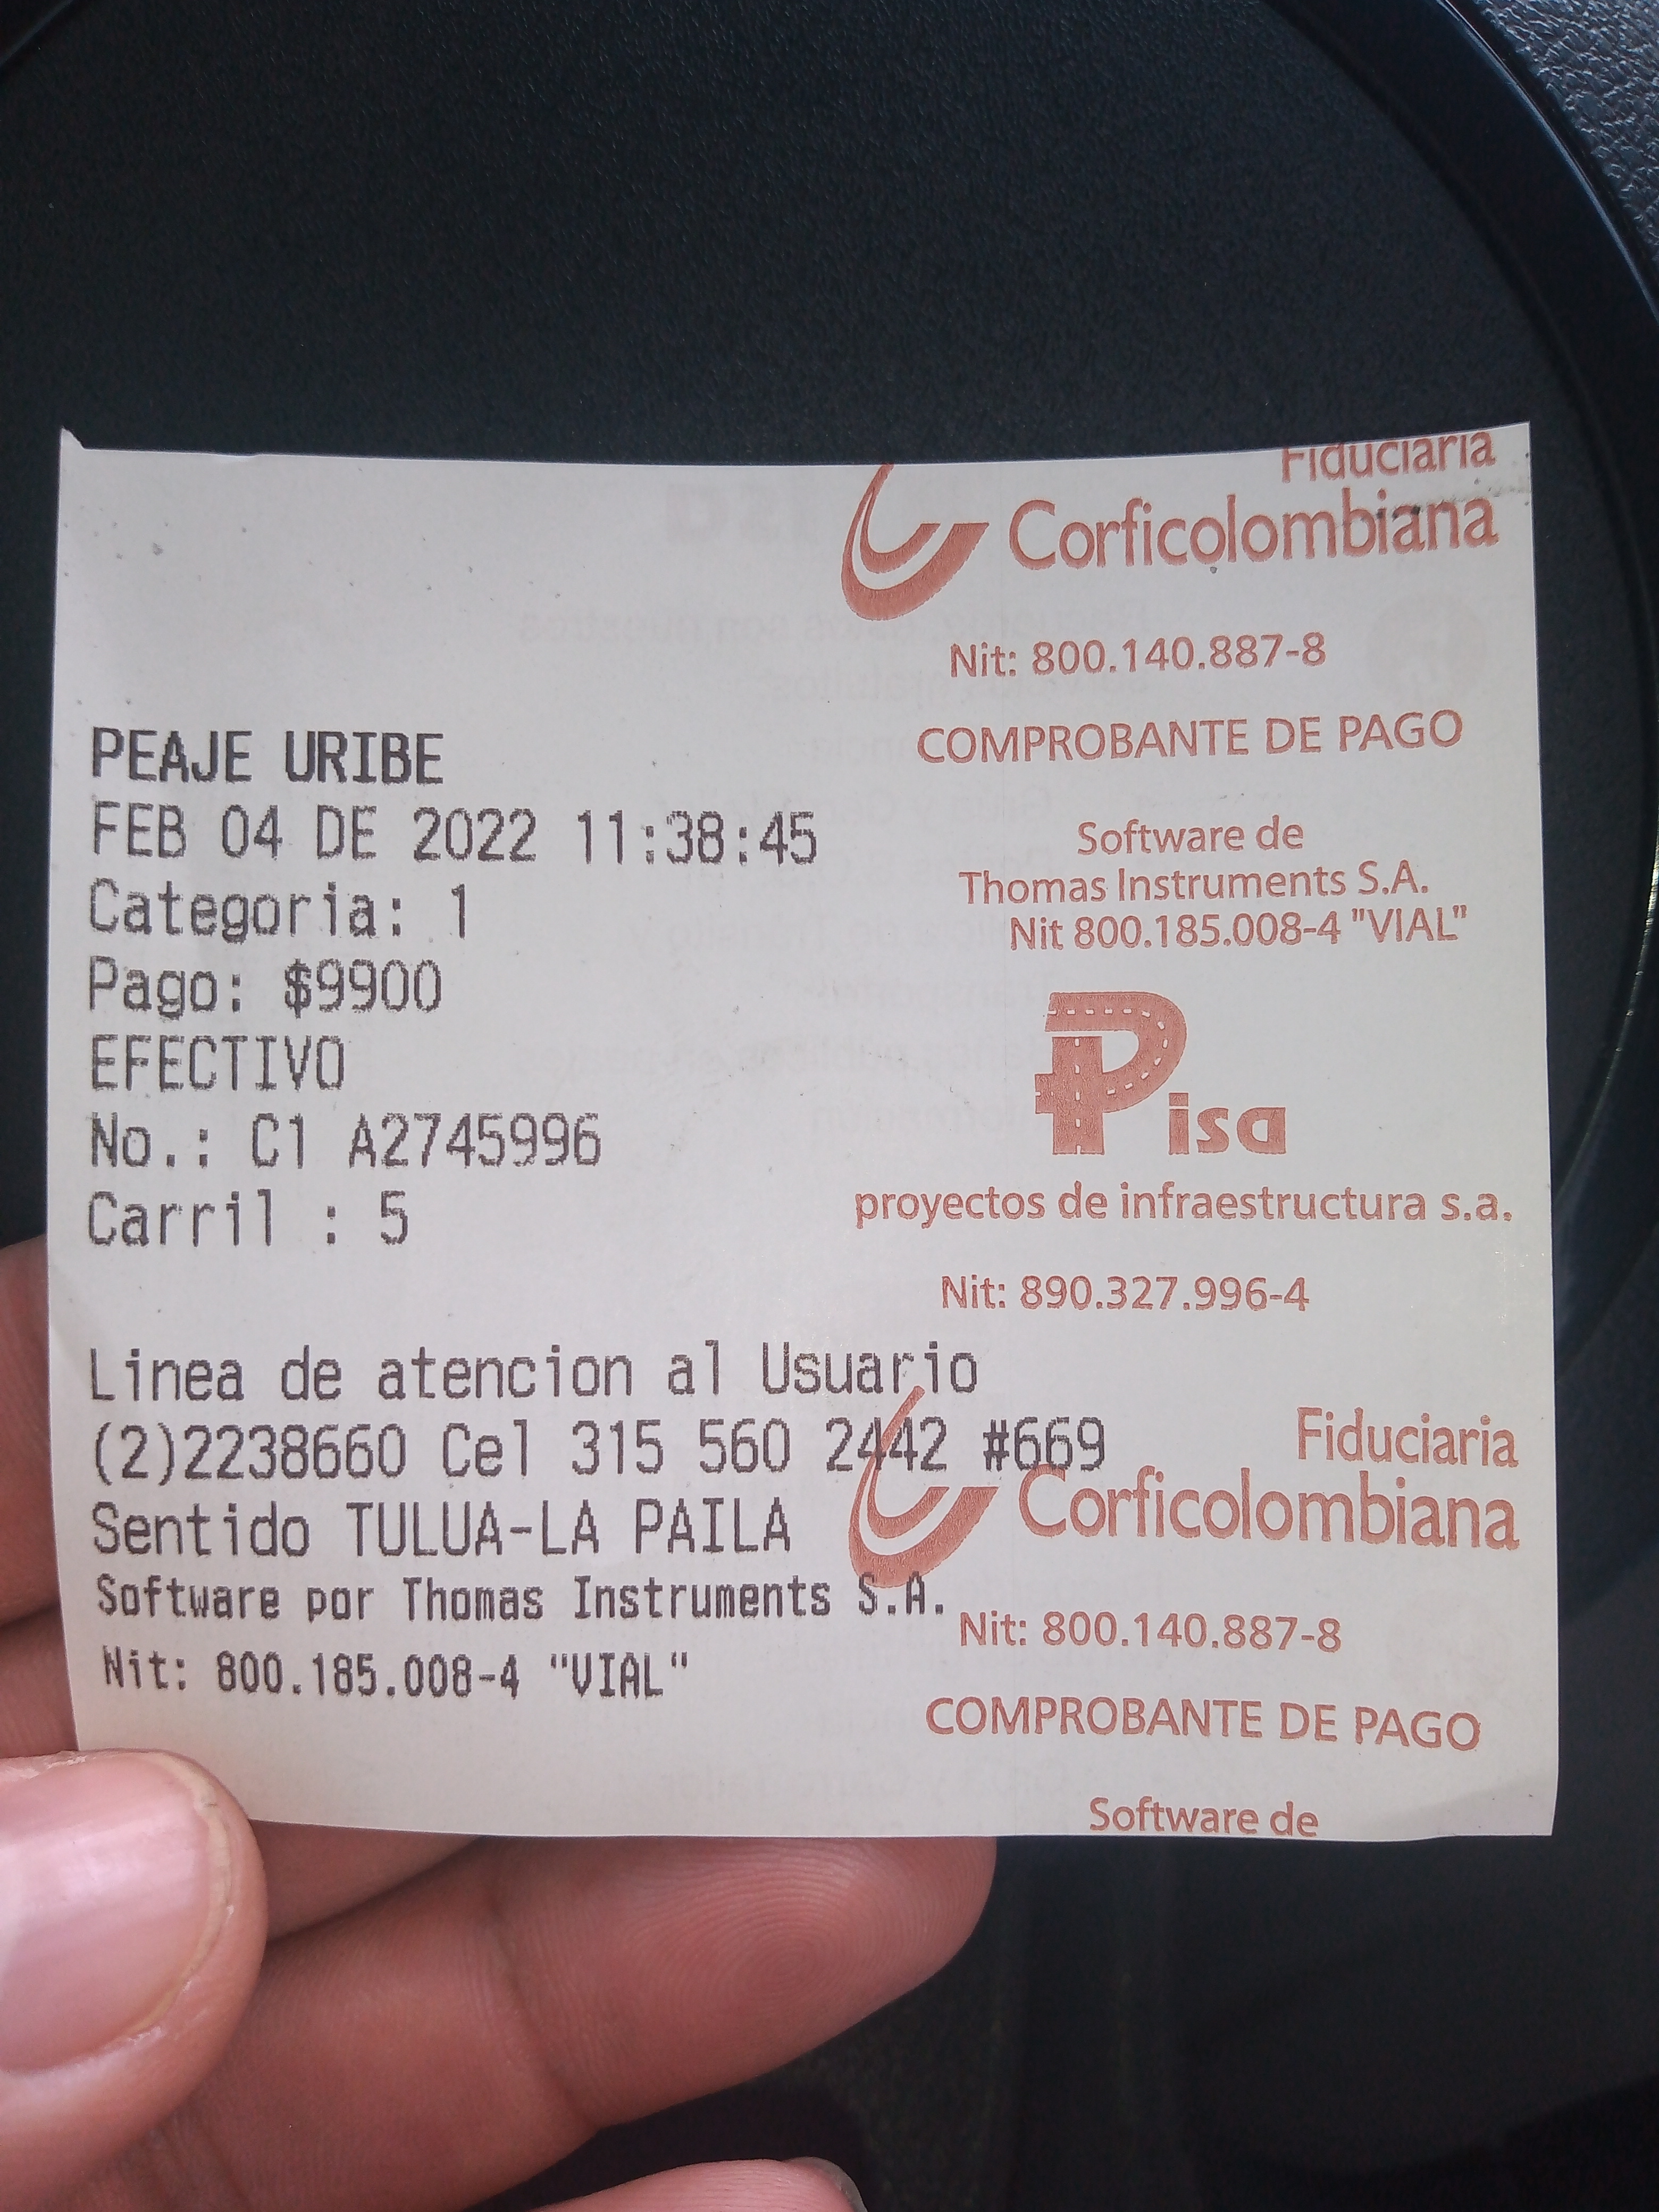 PEAJE URIBE
FEB 04 DE 2022 11:38:45
Categoria: 1
Pago: $9900
EFECTIVO
No.: C1 A2745996
Carril : 5
Linea de atencion al Usuario
(2)2238660 Cel 315 560 2442 #669
Sentido TULUA-LA PAILA
Software por Thomas Instruments S.A.
Nit: 800.185.008-4 "VIAL"
Fiduciaria
Corficolombiana
Nit: 800.140.887-8
COMPROBANTE DE PAGO
Software de
Thomas Instruments S.A.
Nit 800.185.008-4 "VIAL"
Pisa
proyectos de infraestructura s.a.
Nit: 890.327.996-4
Fiduciaria
Corficolombiana
Nit: 800.140.887-8
COMPROBANTE DE PAGO
Software de